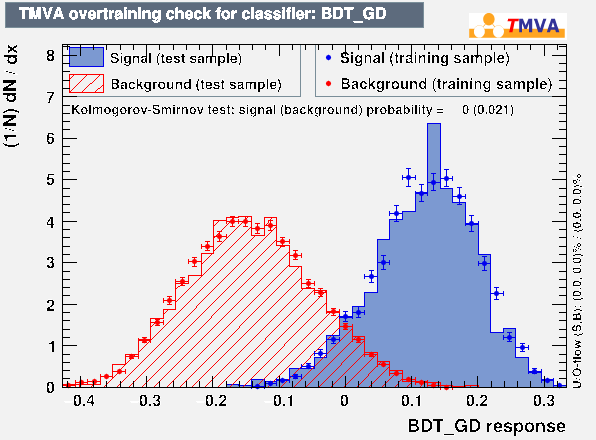 TMVA overtraining check for classifier: BDT_GD
TMVA
(1/N) dN / dx
Signal (test sample)
Background (test sample)
Signal (training sample)
Background (training sample)
Kolmogorov-Smirnov test: signal (background) probability = 0 (0.021)
8
7
6
5
4
3
2
1
0
-0.4 -0.3 -0.2 -0.1 0 0.1 0.2 0.3
BDT_GD response
U/O-flow (S,B): (0.0, 0.0)% / (0.0, 0.0)%